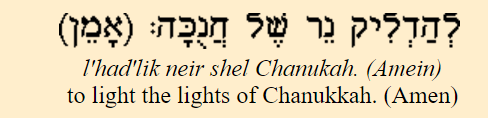 לְהַדְלִיק נֵר שֶׁל חֲנֻכָּה: (אָמֵן)
l'had'lik neir shel Chanukah. (Amein)
to light the lights of Chanukkah. (Amen)